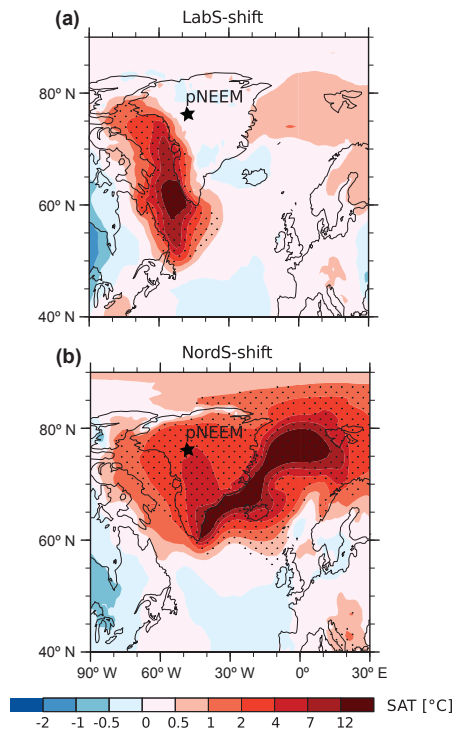 (a) LabS-shift
80° N
pNEEM
60° N
40° N
(b) NordS-shift
80° N
pNEEM
60° N
40° N
90° W 60° W 30° W 0° 30° E
-2 -1 -0.5 0 0.5 1 2 4 7 12 SAT [°C]